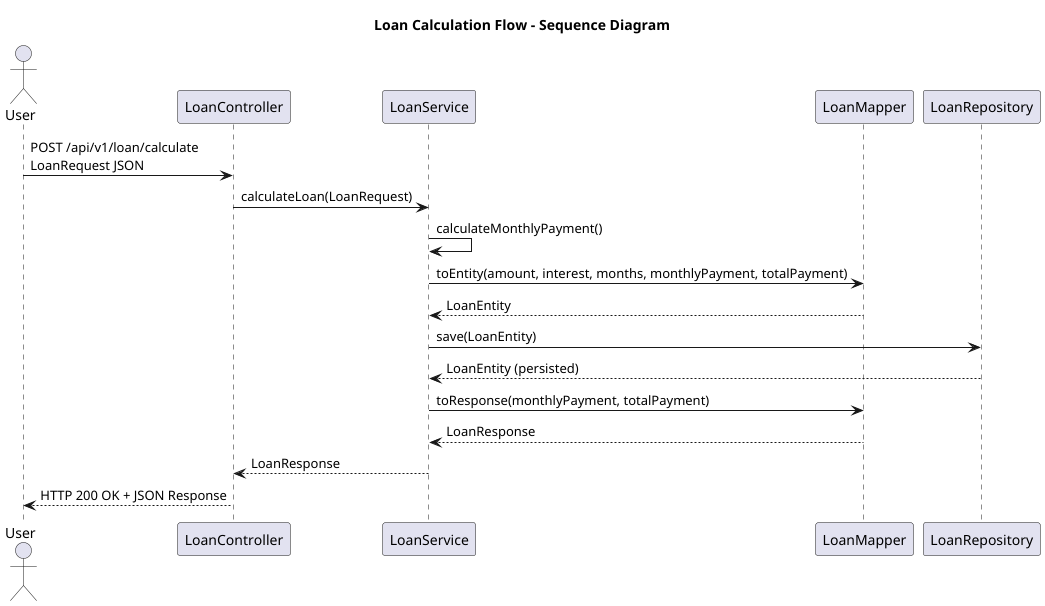 Loan Calculation Flow - Sequence Diagram
User
LoanController
LoanService
LoanMapper
LoanRepository
POST /api/v1/loan/calculate
LoanRequest JSON
calculateLoan(LoanRequest)
calculateMonthlyPayment()
toEntity(amount, interest, months, monthlyPayment, totalPayment)
LoanEntity
save(LoanEntity)
LoanEntity (persisted)
toResponse(monthlyPayment, totalPayment)
LoanResponse
LoanResponse
HTTP 200 OK + JSON Response
User
LoanController
LoanService
LoanMapper
LoanRepository